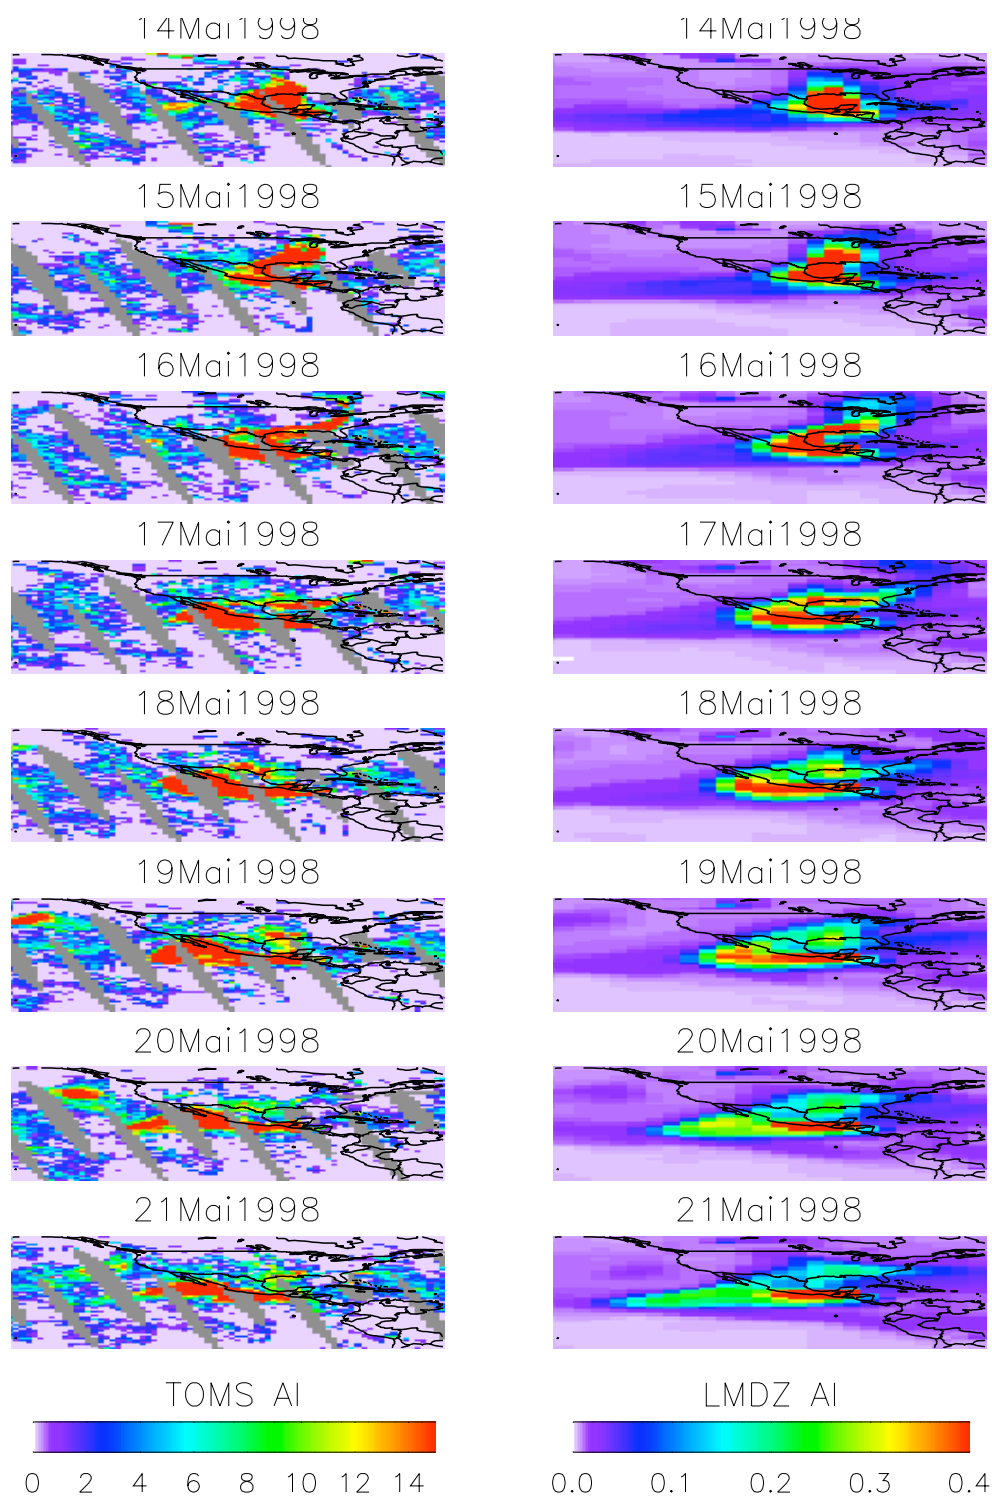 14Mai1998 14Mai1998
15Mai1998 15Mai1998
16Mai1998 16Mai1998
17Mai1998 17Mai1998
18Mai1998 18Mai1998
19Mai1998 19Mai1998
20Mai1998 20Mai1998
21Mai1998 21Mai1998
TOMS AI LMDZ AI
0 2 4 6 8 10 12 14 0.0 0.1 0.2 0.3 0.4